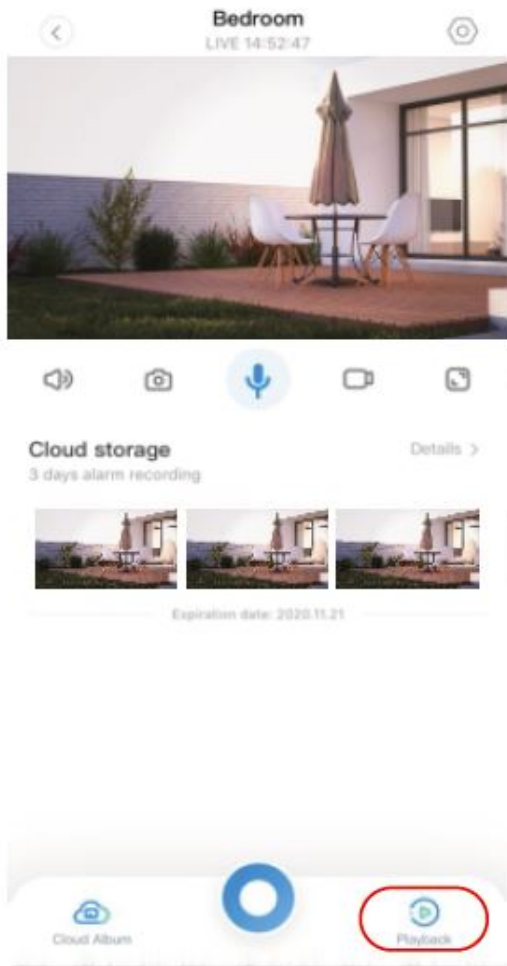 Bedroom
LIVE 14:52:47
Cloud storage
Details >
3 days alarm recording
Expiration date: 2020.11.21
Cloud Album
Playback